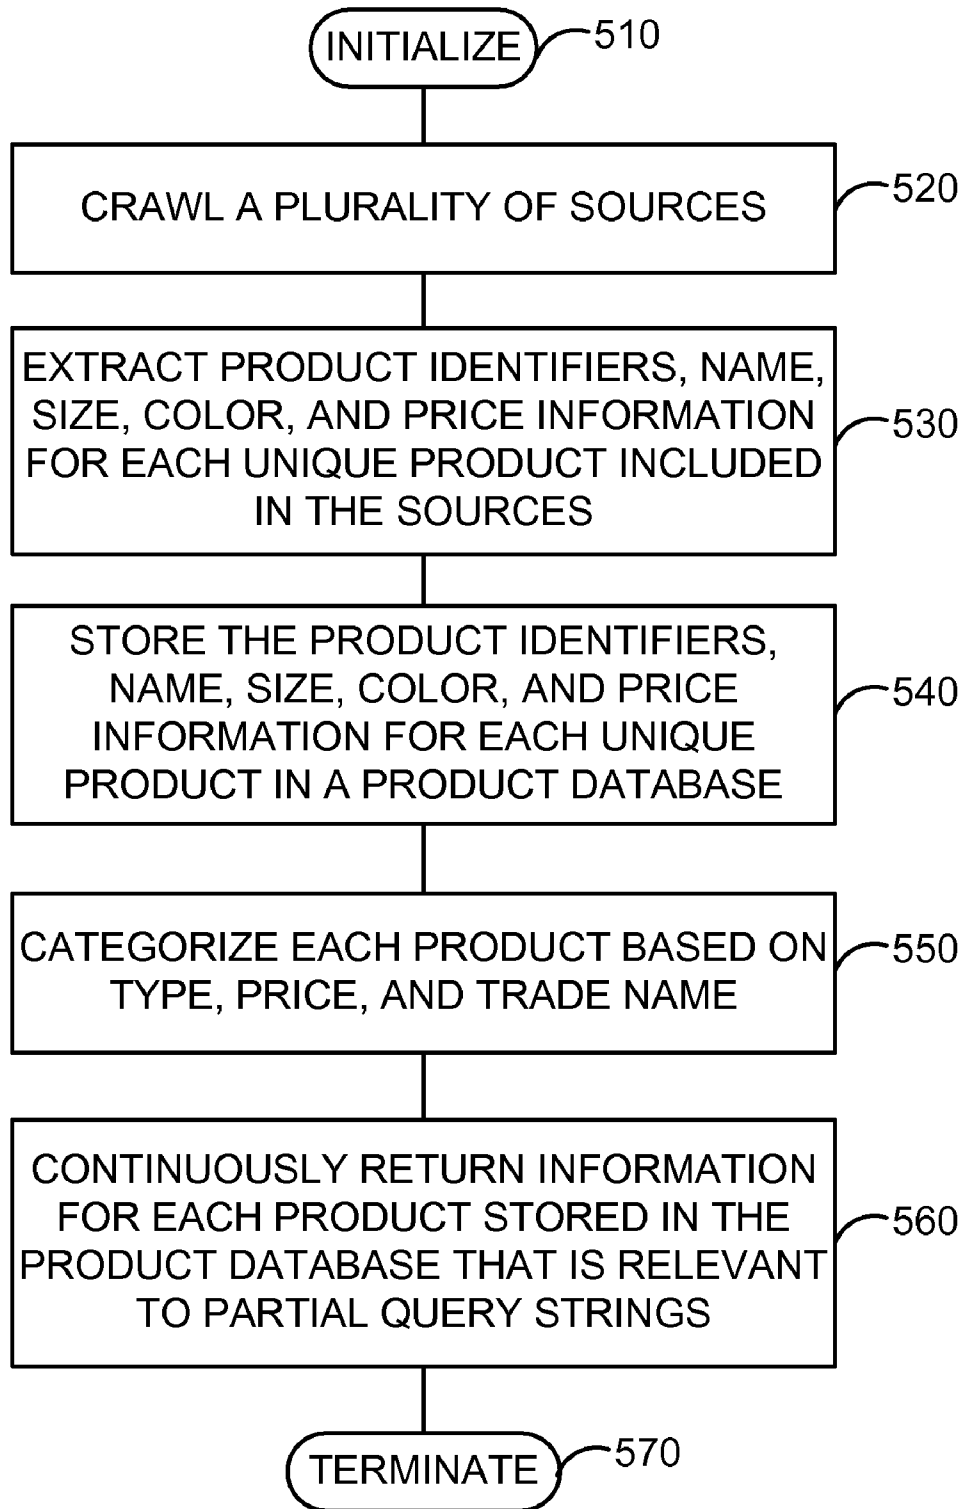 INITIALIZE
510
CRAWL A PLURALITY OF SOURCES
520
EXTRACT PRODUCT IDENTIFIERS, NAME,
SIZE, COLOR, AND PRICE INFORMATION
FOR EACH UNIQUE PRODUCT INCLUDED
IN THE SOURCES
530
STORE THE PRODUCT IDENTIFIERS,
NAME, SIZE, COLOR, AND PRICE
INFORMATION FOR EACH UNIQUE
PRODUCT IN A PRODUCT DATABASE
540
CATEGORIZE EACH PRODUCT BASED ON
TYPE, PRICE, AND TRADE NAME
550
CONTINUOUSLY RETURN INFORMATION
FOR EACH PRODUCT STORED IN THE
PRODUCT DATABASE THAT IS RELEVANT
TO PARTIAL QUERY STRINGS
560
TERMINATE
570